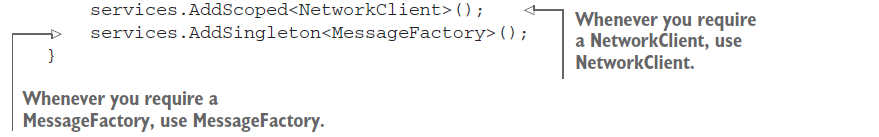 services.AddScoped<NetworkClient>();
services.AddSingleton<MessageFactory>();
}
Whenever you require
a NetworkClient, use
NetworkClient.
Whenever you require a
MessageFactory, use MessageFactory.